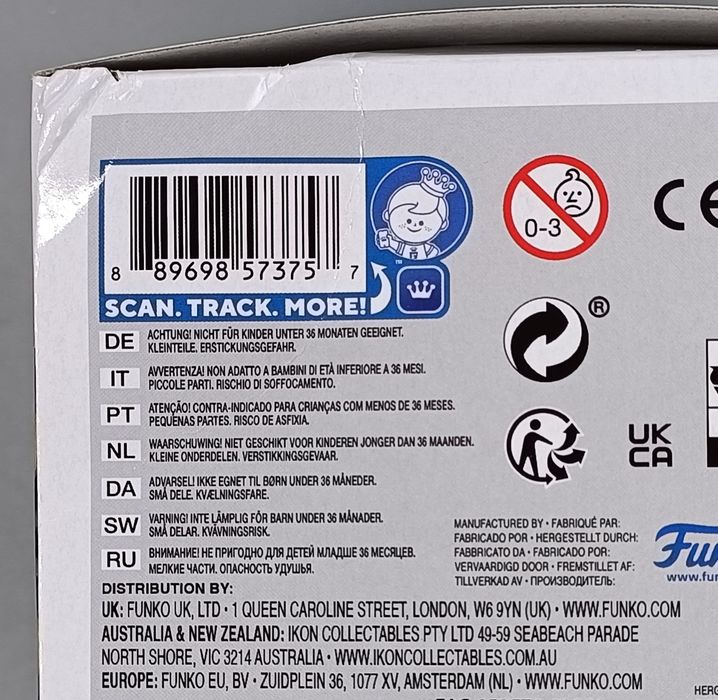 8 89698 57375 7
SCAN. TRACK. MORE!
™
0-3
CE
®
UK
CA
DE ACHTUNG! NICHT FÜR KINDER UNTER 36 MONATEN GEEIGNET.
KLEINTEILE. ERSTICKUNGSGEFAHR.
IT AVVERTENZA! NON ADATTO A BAMBINI DI ETÀ INFERIORE A 36 MESI.
PICCOLE PARTI. RISCHIO DI SOFFOCAMENTO.
PT ATENÇÃO! CONTRA-INDICADO PARA CRIANÇAS COM MENOS DE 36 MESES.
PEQUENAS PARTES. RISCO DE ASFIXIA.
NL WAARSCHUWING! NIET GESCHIKT VOOR KINDEREN JONGER DAN 36 MAANDEN.
KLEINE ONDERDELEN. VERSTIKKINGSGEVAAR.
DA ADVARSEL! IKKE EGNET TIL BØRN UNDER 36 MÅNEDER.
SMÅ DELE. KVÆLNINGSFARE.
SW VARNING! INTE LÄMPLIG FÖR BARN UNDER 36 MÅNADER.
SMÅ DELAR. KVÄVNINGSRISK.
RU ВНИМАНИЕ! НЕ ПРИГОДНО ДЛЯ ДЕТЕЙ МЛАДШЕ 36 МЕСЯЦЕВ.
МЕЛКИЕ ЧАСТИ. ОПАСНОСТЬ УДУШЬЯ.
MANUFACTURED BY • FABRIQUÉ PAR:
FABRICADO POR • HERGESTELLT DURCH:
FABBRICATO DA • FABRICADO POR:
VERVAARDIGD DOOR • FREMSTILLET AF:
TILLVERKAD AV • ПРОИЗВОДИТЕЛЬ:
Fun
www.fun
DISTRIBUTION BY:
UK: FUNKO UK, LTD • 1 QUEEN CAROLINE STREET, LONDON, W6 9YN (UK) • WWW.FUNKO.COM
AUSTRALIA & NEW ZEALAND: IKON COLLECTABLES PTY LTD 49-59 SEABEACH PARADE
NORTH SHORE, VIC 3214 AUSTRALIA • WWW.IKONCOLLECTABLES.COM.AU
EUROPE: FUNKO EU, BV • ZUIDPLEIN 36, 1077 XV, AMSTERDAM (NL) • WWW.FUNKO.COM
HERG